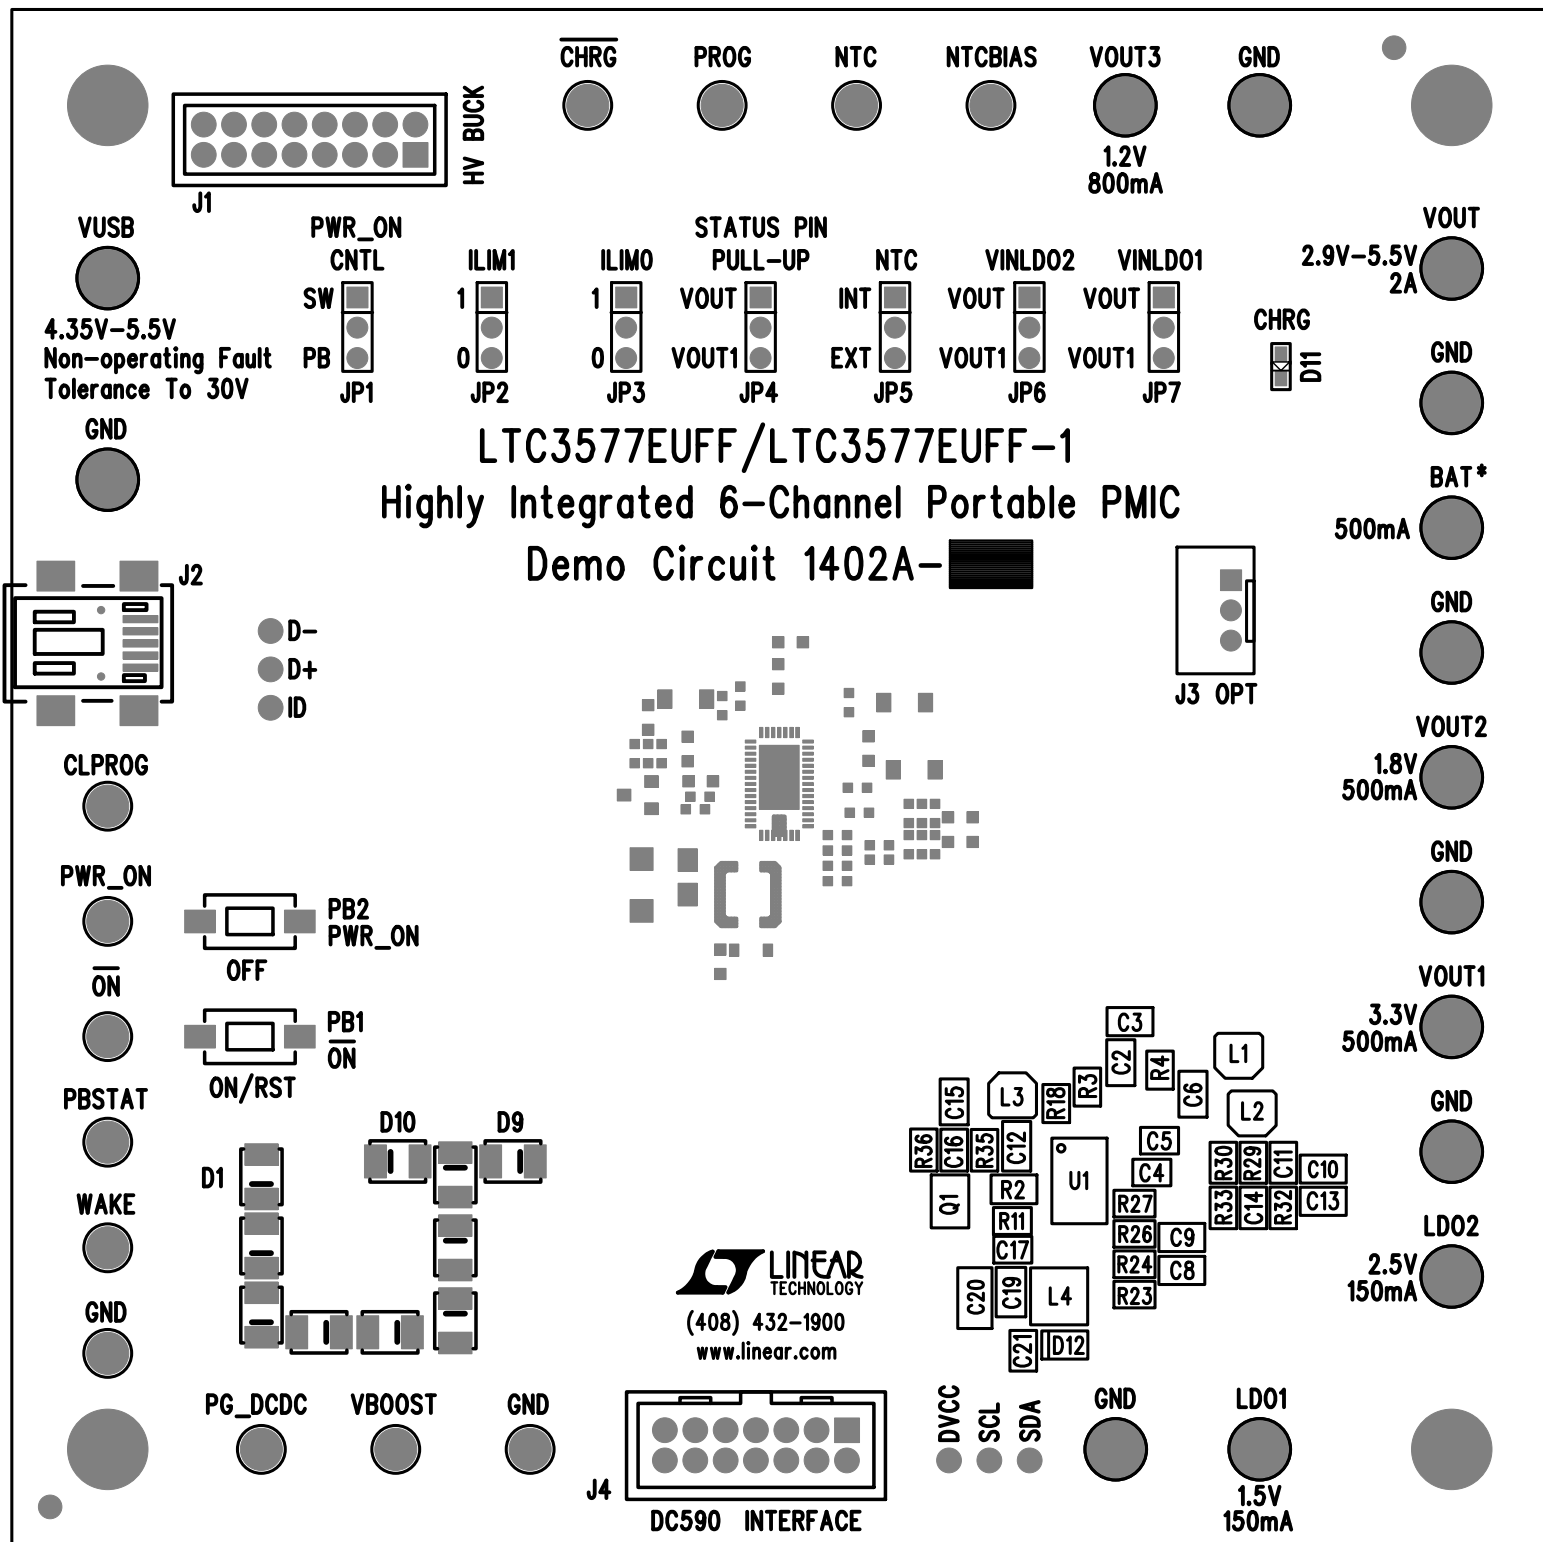 CHRG
PROG
NTC
NTCBIAS
VOUT3
GND
1.2V
800mA
HV BUCK
J1
VUSB
4.35V-5.5V
Non-operating Fault
Tolerance To 30V
GND
PWR_ON
CNTL
SW
PB
JP1
ILIM1
1
0
JP2
ILIM0
1
0
JP3
STATUS PIN
PULL-UP
VOUT
VOUT1
JP4
NTC
INT
EXT
JP5
VINLDO2
VOUT
VOUT1
JP6
VINLDO1
VOUT
VOUT1
JP7
CHRG
D11
VOUT
2.9V-5.5V
2A
GND
BAT*
500mA
GND
LTC3577EUFF/LTC3577EUFF-1
Highly Integrated 6-Channel Portable PMIC
Demo Circuit 1402A-
J2
D-
D+
ID
J3 OPT
VOUT2
1.8V
500mA
GND
VOUT1
3.3V
500mA
GND
LDO2
2.5V
150mA
CLPROG
PWR_ON
ON
PBSTAT
WAKE
GND
PB2
PWR_ON
OFF
PB1
ON
ON/RST
D1
D10
D9
C3
C2
R4
L1
R3
C6
L2
R18
L3
C15
R36
C16
R35
C12
C5
C4
U1
R30
R29
C11
C10
R33
C14
R32
C13
Q1
R2
R11
C17
R27
R26
C9
R24
C8
R23
C20
C19
L4
C21
D12
LINEAR
TECHNOLOGY
(408) 432-1900
www.linear.com
PG_DCDC
VBOOST
GND
J4
DC590 INTERFACE
DVCC
SCL
SDA
GND
LDO1
1.5V
150mA